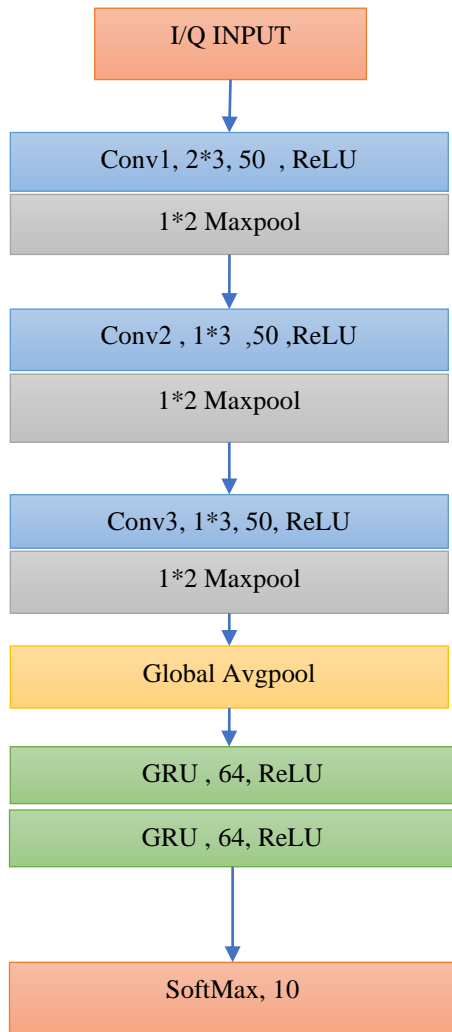 I/Q INPUT
Conv1, 2*3, 50 , ReLU
1*2 Maxpool
Conv2 , 1*3 ,50 ,ReLU
1*2 Maxpool
Conv3, 1*3, 50, ReLU
1*2 Maxpool
Global Avgpool
GRU , 64, ReLU
GRU , 64, ReLU
SoftMax, 10